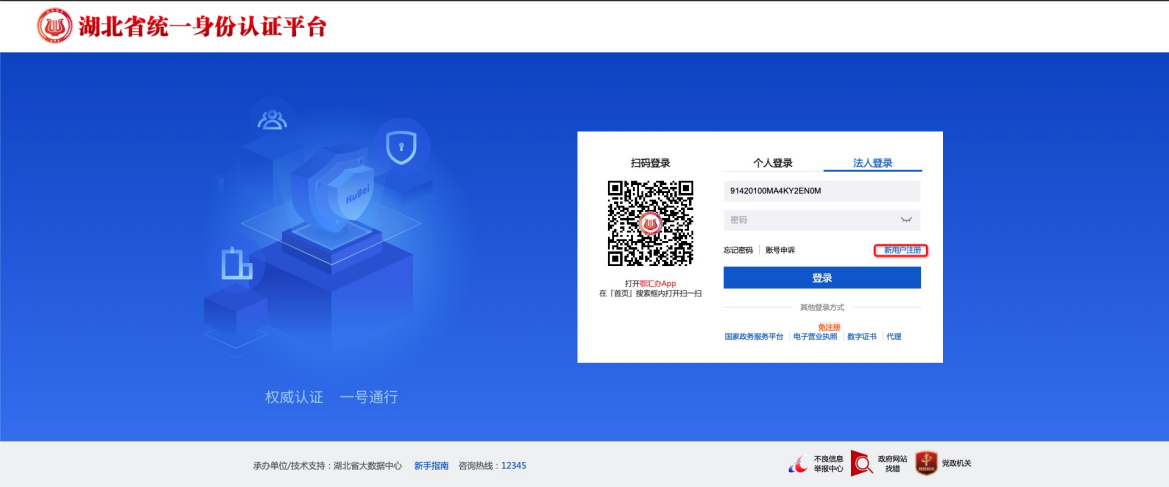 湖北省统一身份认证平台
HuBei
权威认证 一号通行
扫码登录
打开鄂汇办App
在「首页」搜索框内打开扫一扫
个人登录 法人登录
91420100MA4KY2EN0M
密码
忘记密码 账号申诉 新用户注册
登录
其他登录方式
免注册
国家政务服务平台 电子营业执照 数字证书 代理
承办单位/技术支持：湖北省大数据中心 新手指南 咨询热线：12345
不良信息
举报中心
政府网站
找错
党政机关